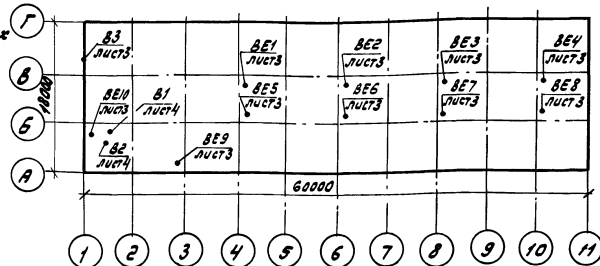 Г
В3
лист3
ВЕ1
лист3
ВЕ2
лист3
ВЕ3
лист3
ВЕ4
лист3
х
В
18000
ВЕ10
лист3
В1
лист4
ВЕ5
лист3
ВЕ6
лист3
ВЕ7
лист3
ВЕ8
лист3
Б
В2
лист4
ВЕ9
лист3
А
60000
1 2 3 4 5 6 7 8 9 10 11